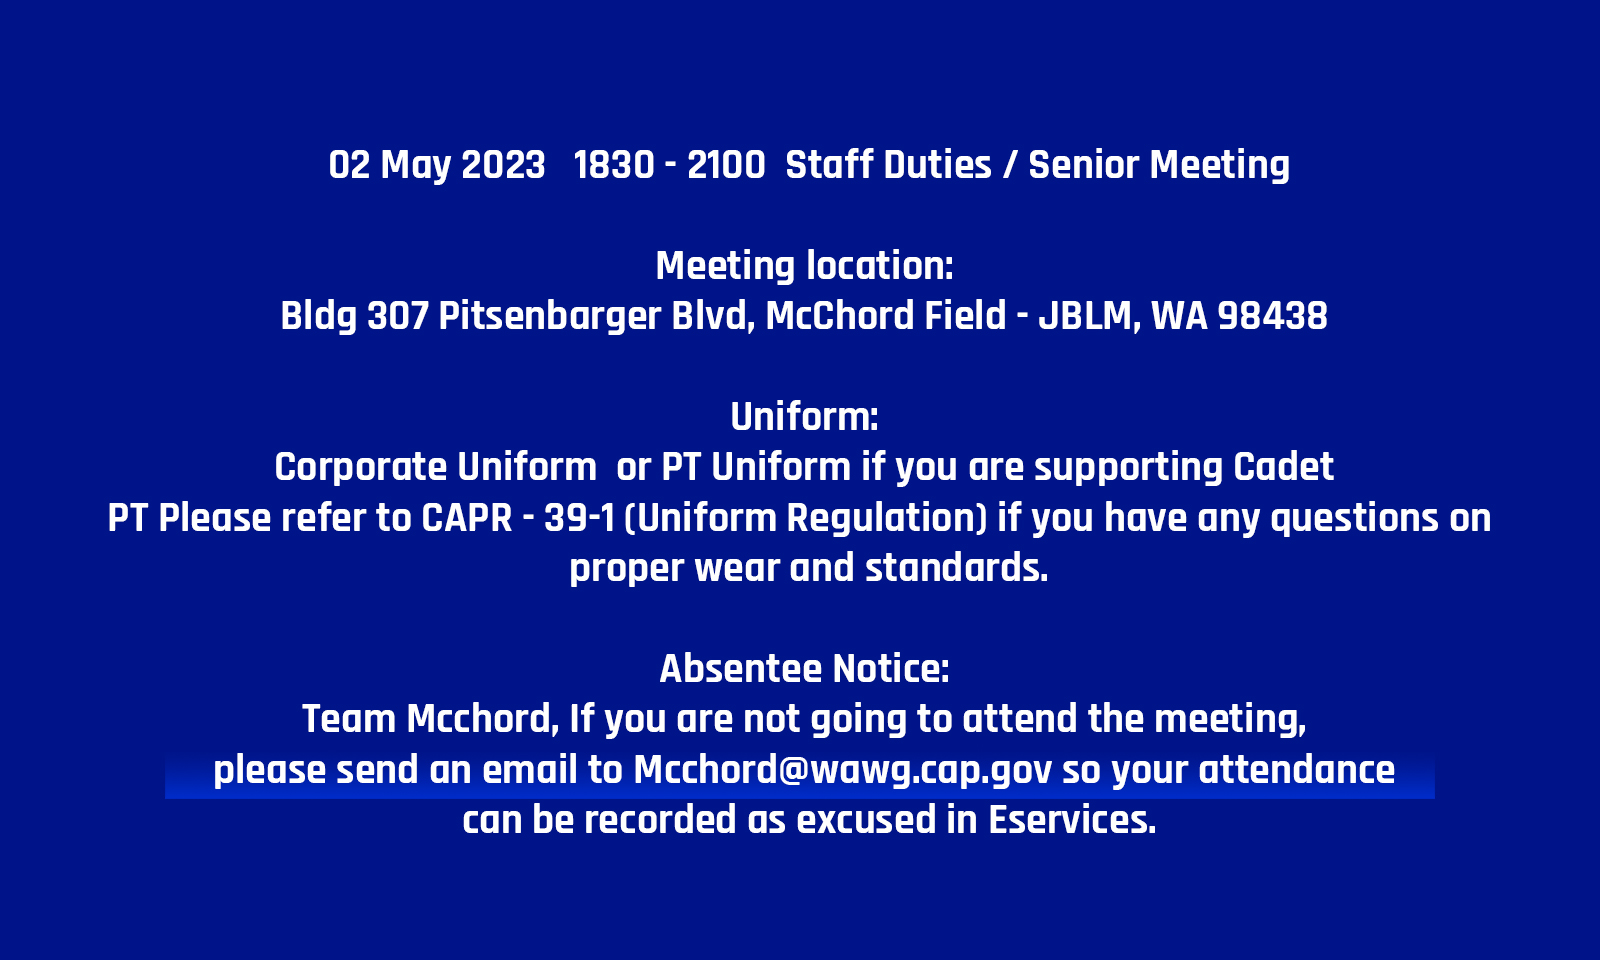 02 May 2023 1830 - 2100 Staff Duties / Senior Meeting
Meeting location:
Bldg 307 Pitsenbarger Blvd, McChord Field - JBLM, WA 98438
Uniform:
Corporate Uniform or PT Uniform if you are supporting Cadet
PT Please refer to CAPR - 39-1 (Uniform Regulation) if you have any questions on
proper wear and standards.
Absentee Notice:
Team Mcchord, If you are not going to attend the meeting,
please send an email to Mcchord@wawg.cap.gov so your attendance
can be recorded as excused in Eservices.